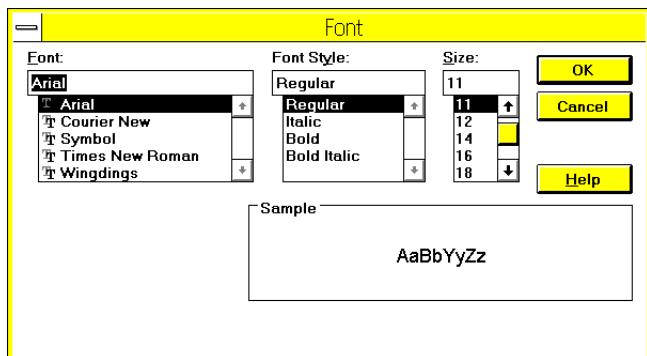 Font
Font: Font Style: Size:
Arial Regular 11 OK
Arial Regular 11 Cancel
Courier New Italic 12
Symbol Bold 14
Times New Roman Bold Italic 16
Wingdings 18 Help
Sample
AaBbYyZz